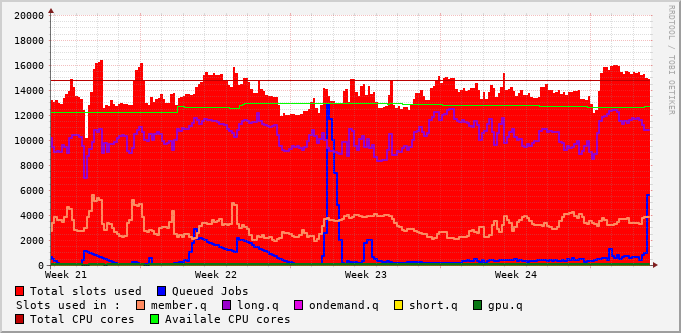 RRDTOOL / TOBI OETIKER
20000
18000
16000
14000
12000
10000
8000
6000
4000
2000
0
Week 21 Week 22 Week 23 Week 24
Total slots used Queued Jobs
Slots used in : member.q long.q ondemand.q short.q gpu.q
Total CPU cores Availale CPU cores